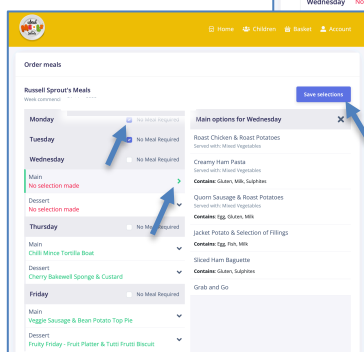 Wednesday No
Home Children Basket Account
Order meals
Russell Sprout's Meals
Week commenc
Save selections
Monday No Meal Required
Tuesday No Meal Required
Wednesday No Meal Required
Main
No selection made
Dessert
No selection made
Thursday No Meal Required
Main
Chilli Mince Tortilla Boat
Dessert
Cherry Bakewell Sponge & Custard
Friday No Meal Required
Main
Veggie Sausage & Bean Potato Top Pie
Dessert
Fruity Friday - Fruit Platter & Tutti Frutti Biscuit
Main options for Wednesday
Roast Chicken & Roast Potatoes
Served with: Mixed Vegetables
Creamy Ham Pasta
Served with: Mixed Vegetables
Contains: Gluten, Milk, Sulphites
Quorn Sausage & Roast Potatoes
Served with: Mixed Vegetables
Contains: Egg, Gluten, Milk
Jacket Potato & Selection of Fillings
Contains: Egg, Fish, Milk
Sliced Ham Baguette
Contains: Gluten, Sulphites
Grab and Go